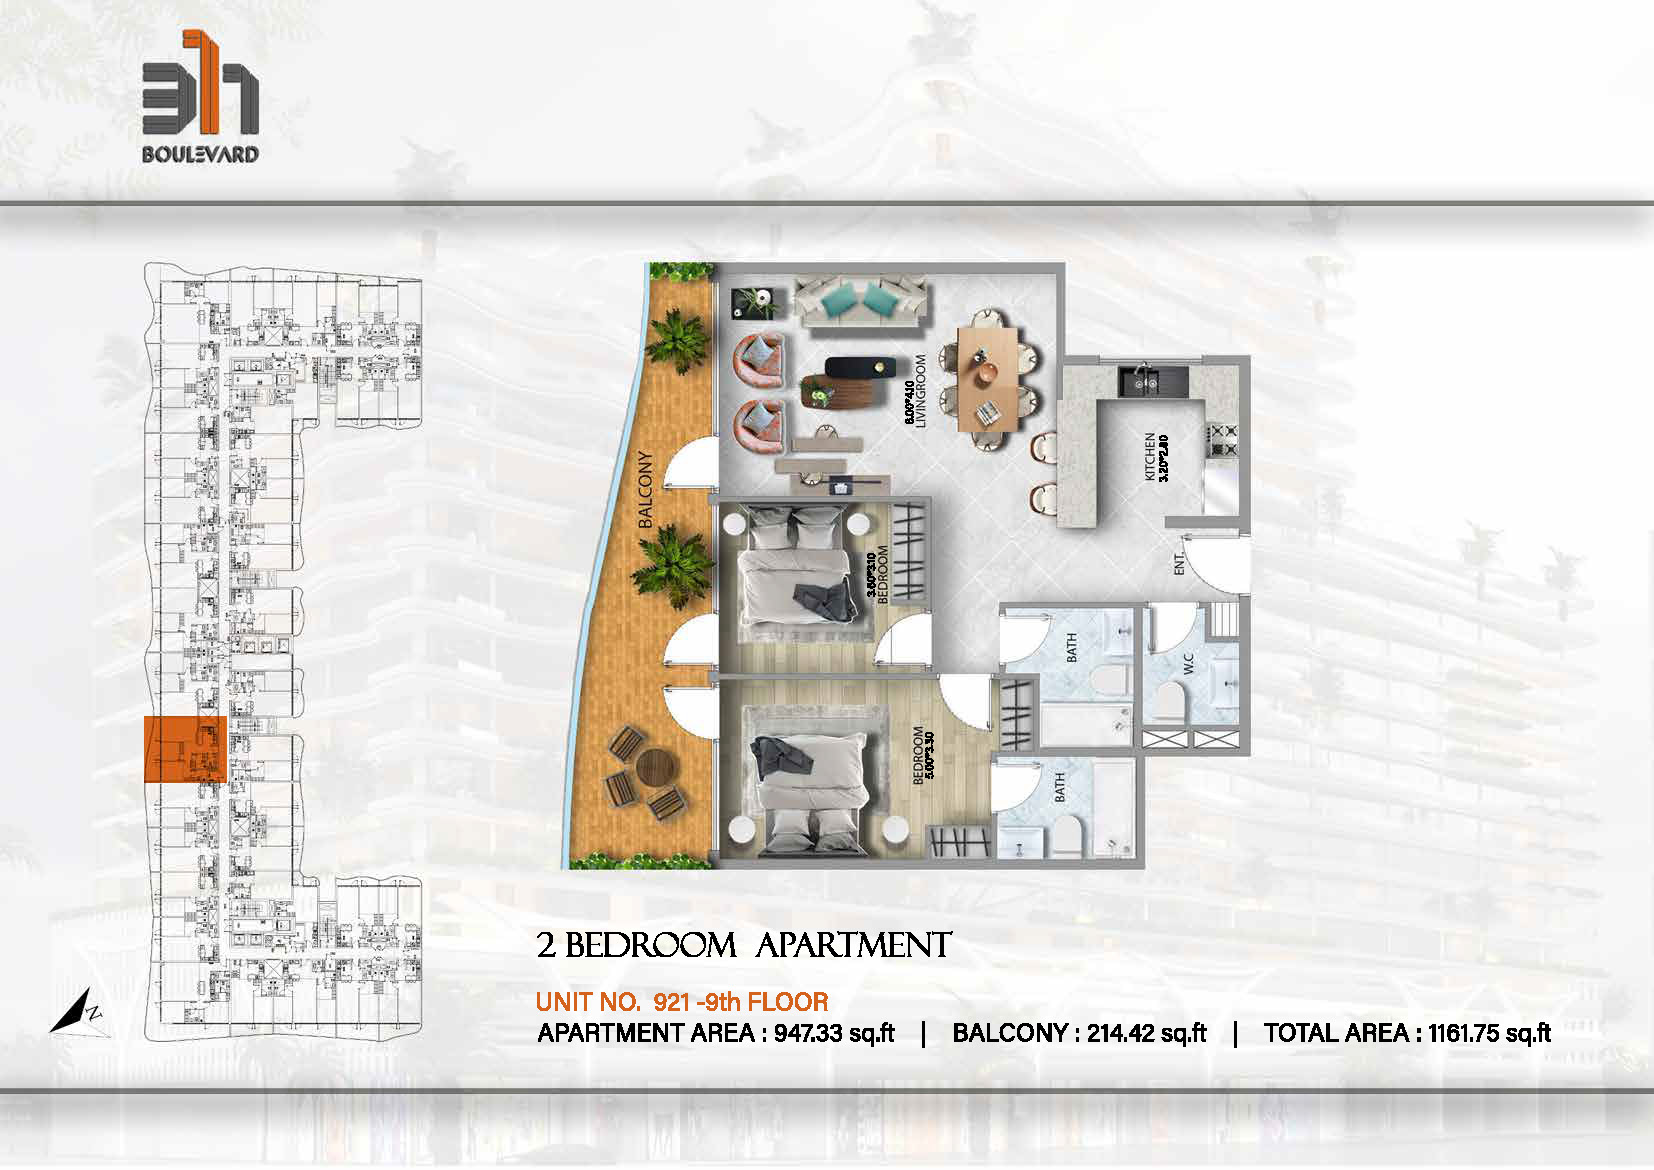 311
BOULEVARD
BALCONY
6.00*4.10
LIVINGROOM
KITCHEN
3.20*2.80
ENT.
3.60*3.10
BEDROOM
BATH
W.C
BEDROOM
5.00*3.30
BATH
N
2 BEDROOM APARTMENT
UNIT NO. 921 -9th FLOOR
APARTMENT AREA : 947.33 sq.ft | BALCONY : 214.42 sq.ft | TOTAL AREA : 1161.75 sq.ft